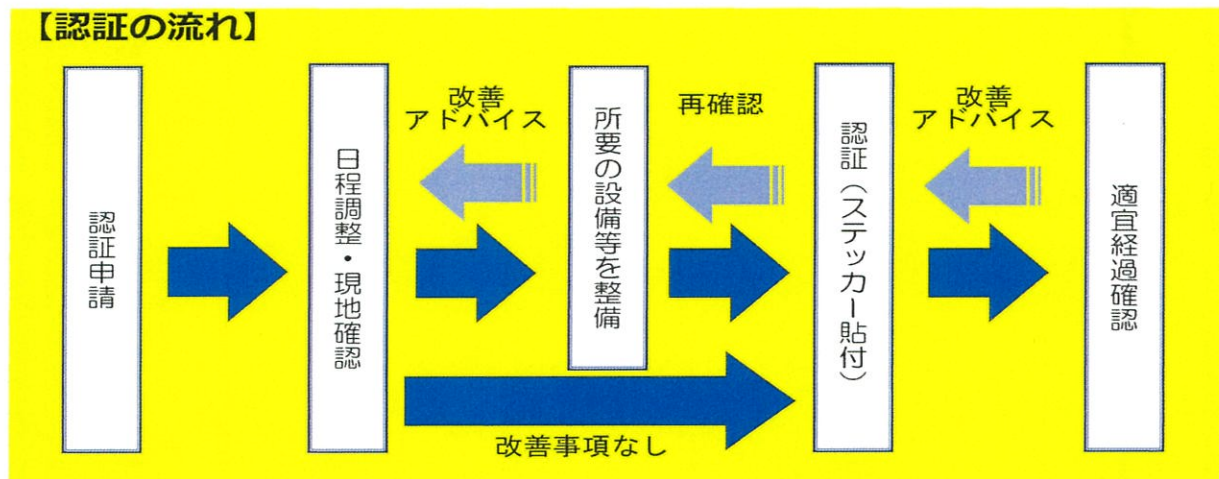 【認証の流れ】
認証申請
日程調整・現地確認
改善
アドバイス
所要の設備等を整備
再確認
改善事項なし
認証（ステッカー貼付）
改善
アドバイス
適宜経過確認